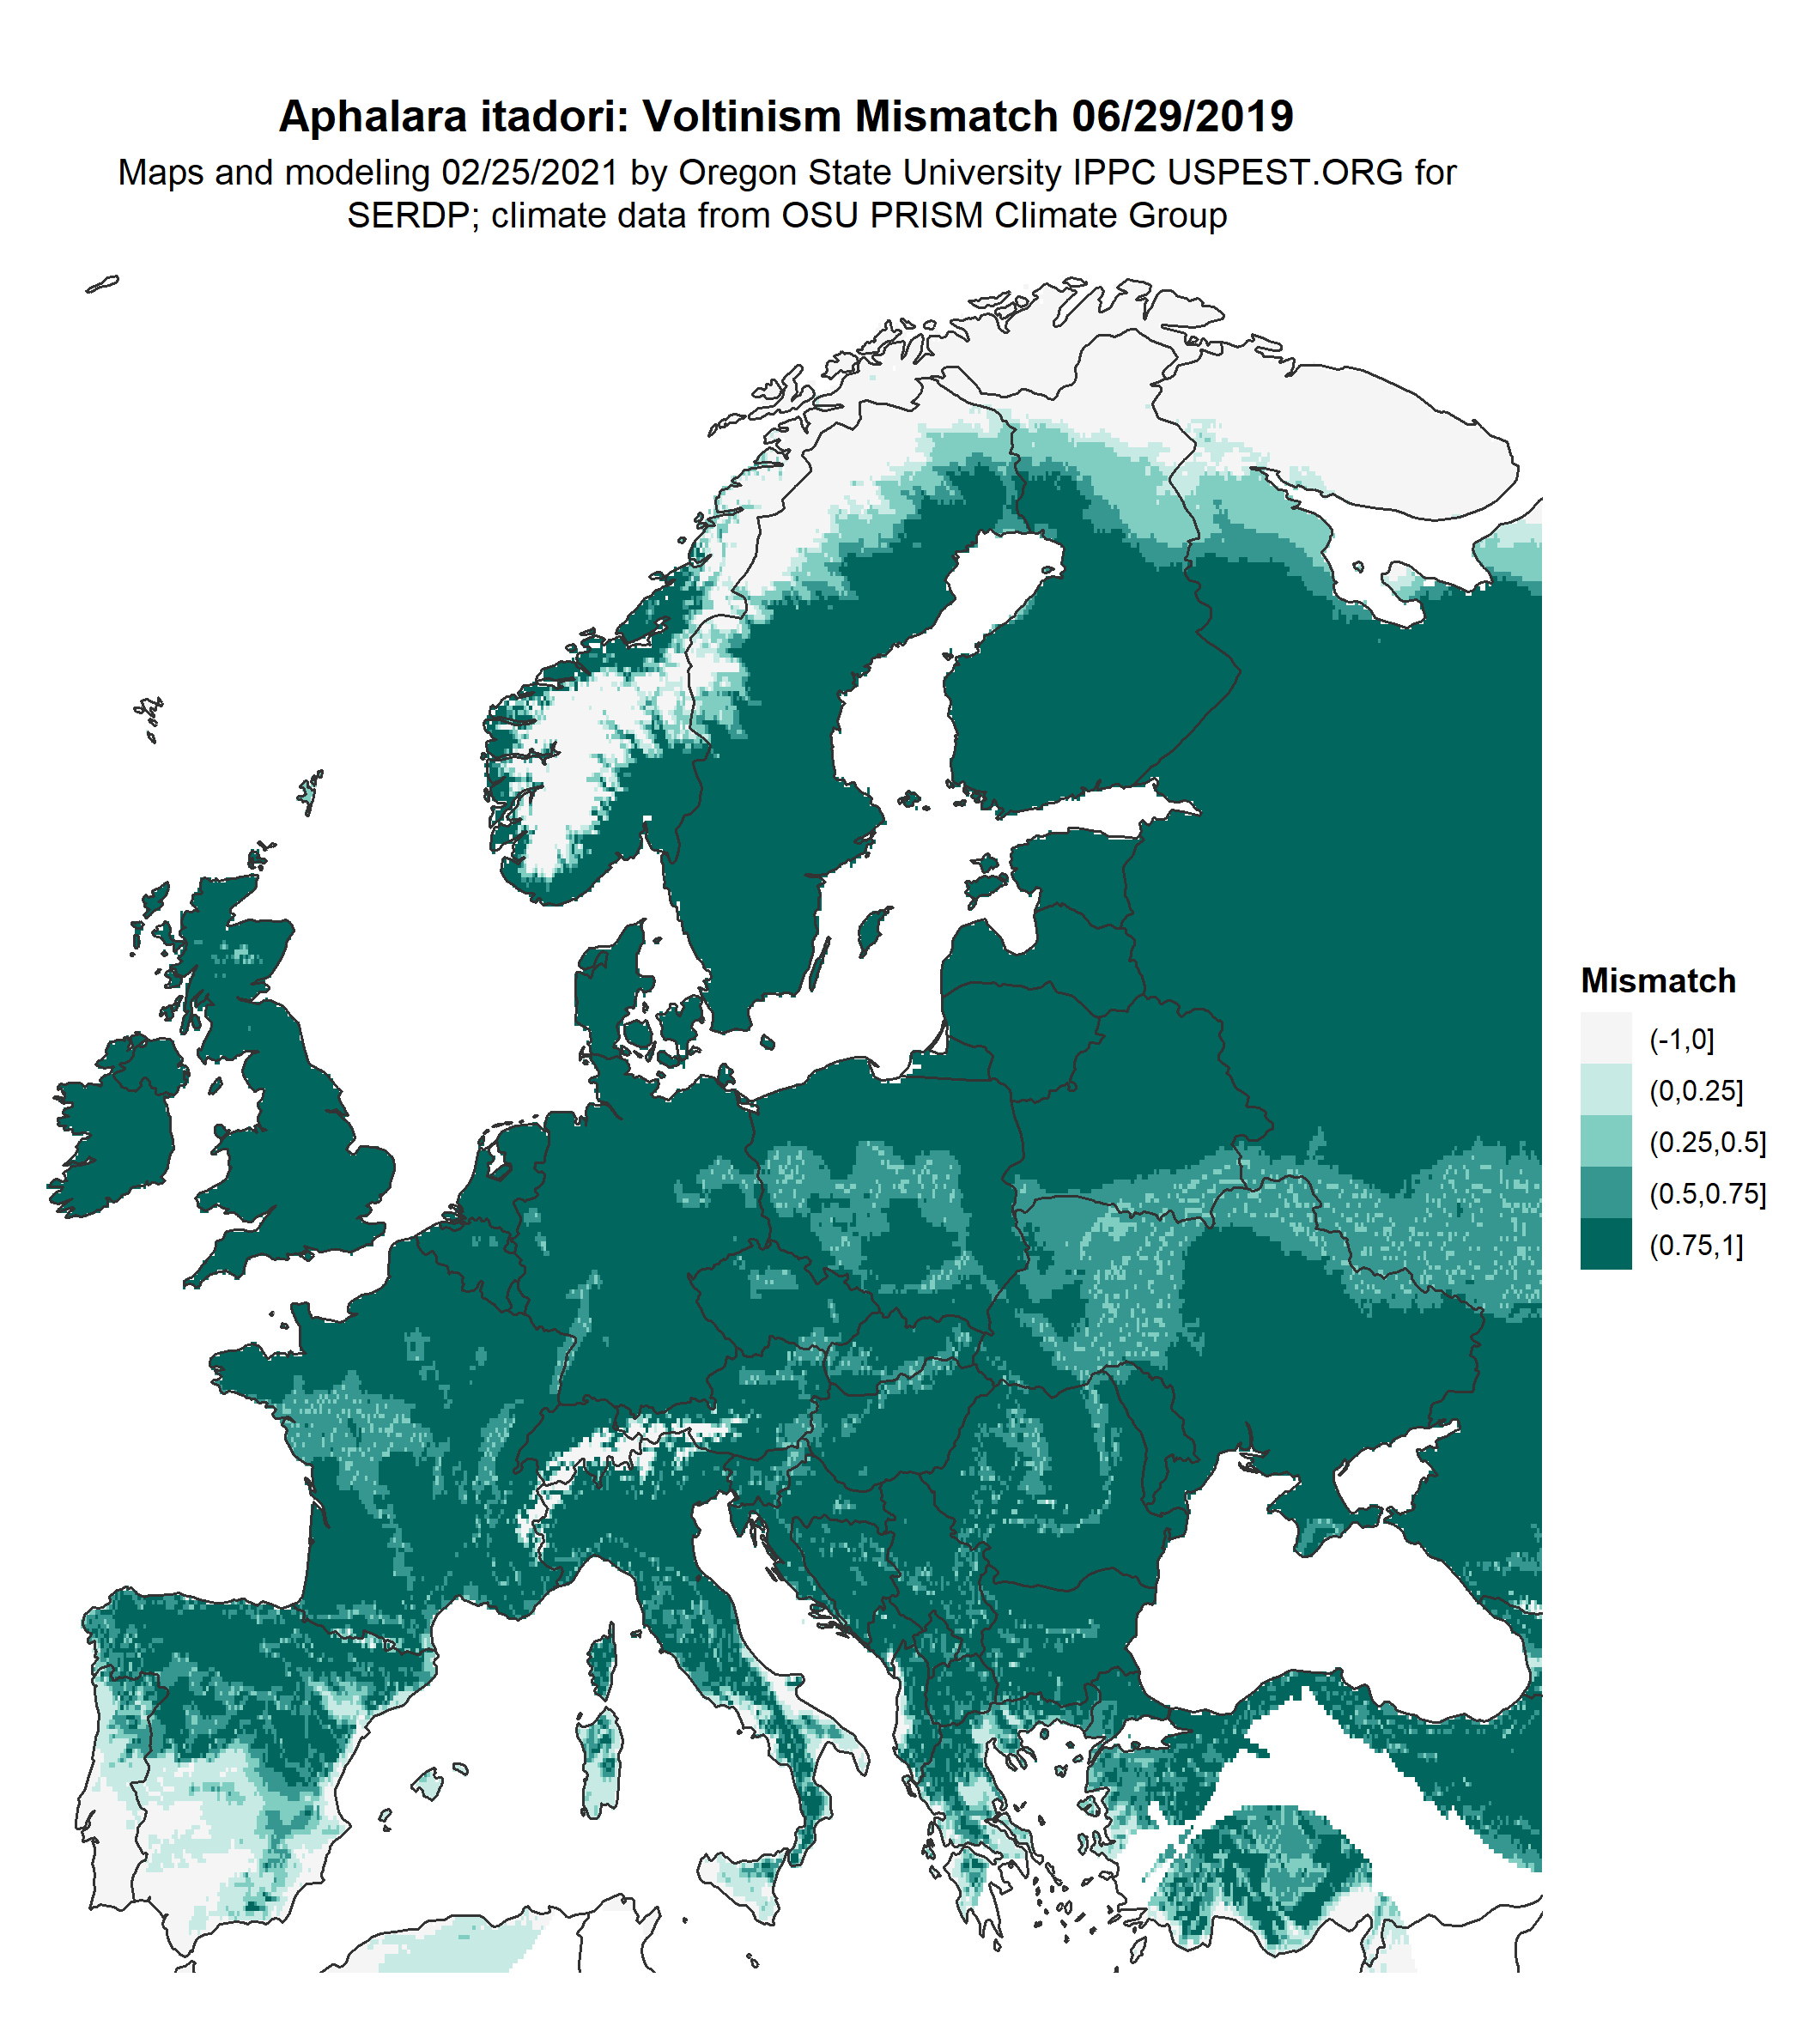 Aphalara itadori: Voltinism Mismatch 06/29/2019
Maps and modeling 02/25/2021 by Oregon State University IPPC USPEST.ORG for
SERDP; climate data from OSU PRISM Climate Group
Mismatch
(-1,0]
(0,0.25]
(0.25,0.5]
(0.5,0.75]
(0.75,1]